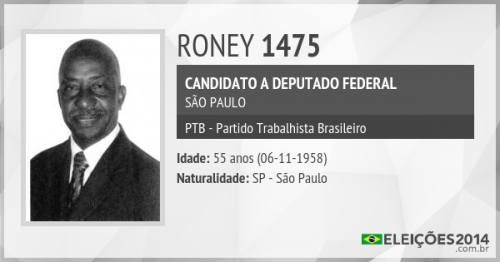 RONEY 1475
CANDIDATO A DEPUTADO FEDERAL
SÃO PAULO
PTB - Partido Trabalhista Brasileiro
Idade: 55 anos (06-11-1958)
Naturalidade: SP - São Paulo
ELEIÇÕES2014
.com.br